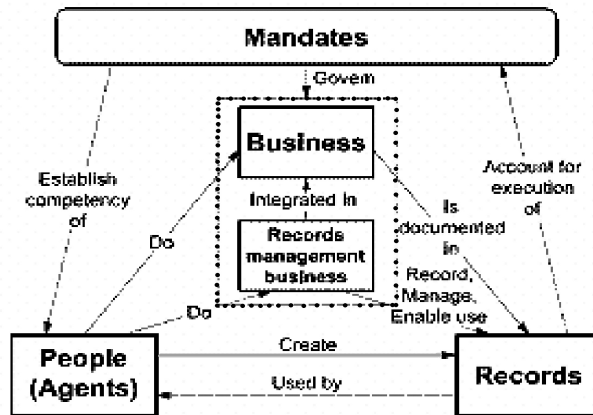 Mandates
Govern
Business
Establish
competency
of
Account for
execution
of
Integrated In
Do
Is
documented
in
Records
management
business
Record,
Manage,
Enable use
Do
People
(Agents)
Create
Used by
Records